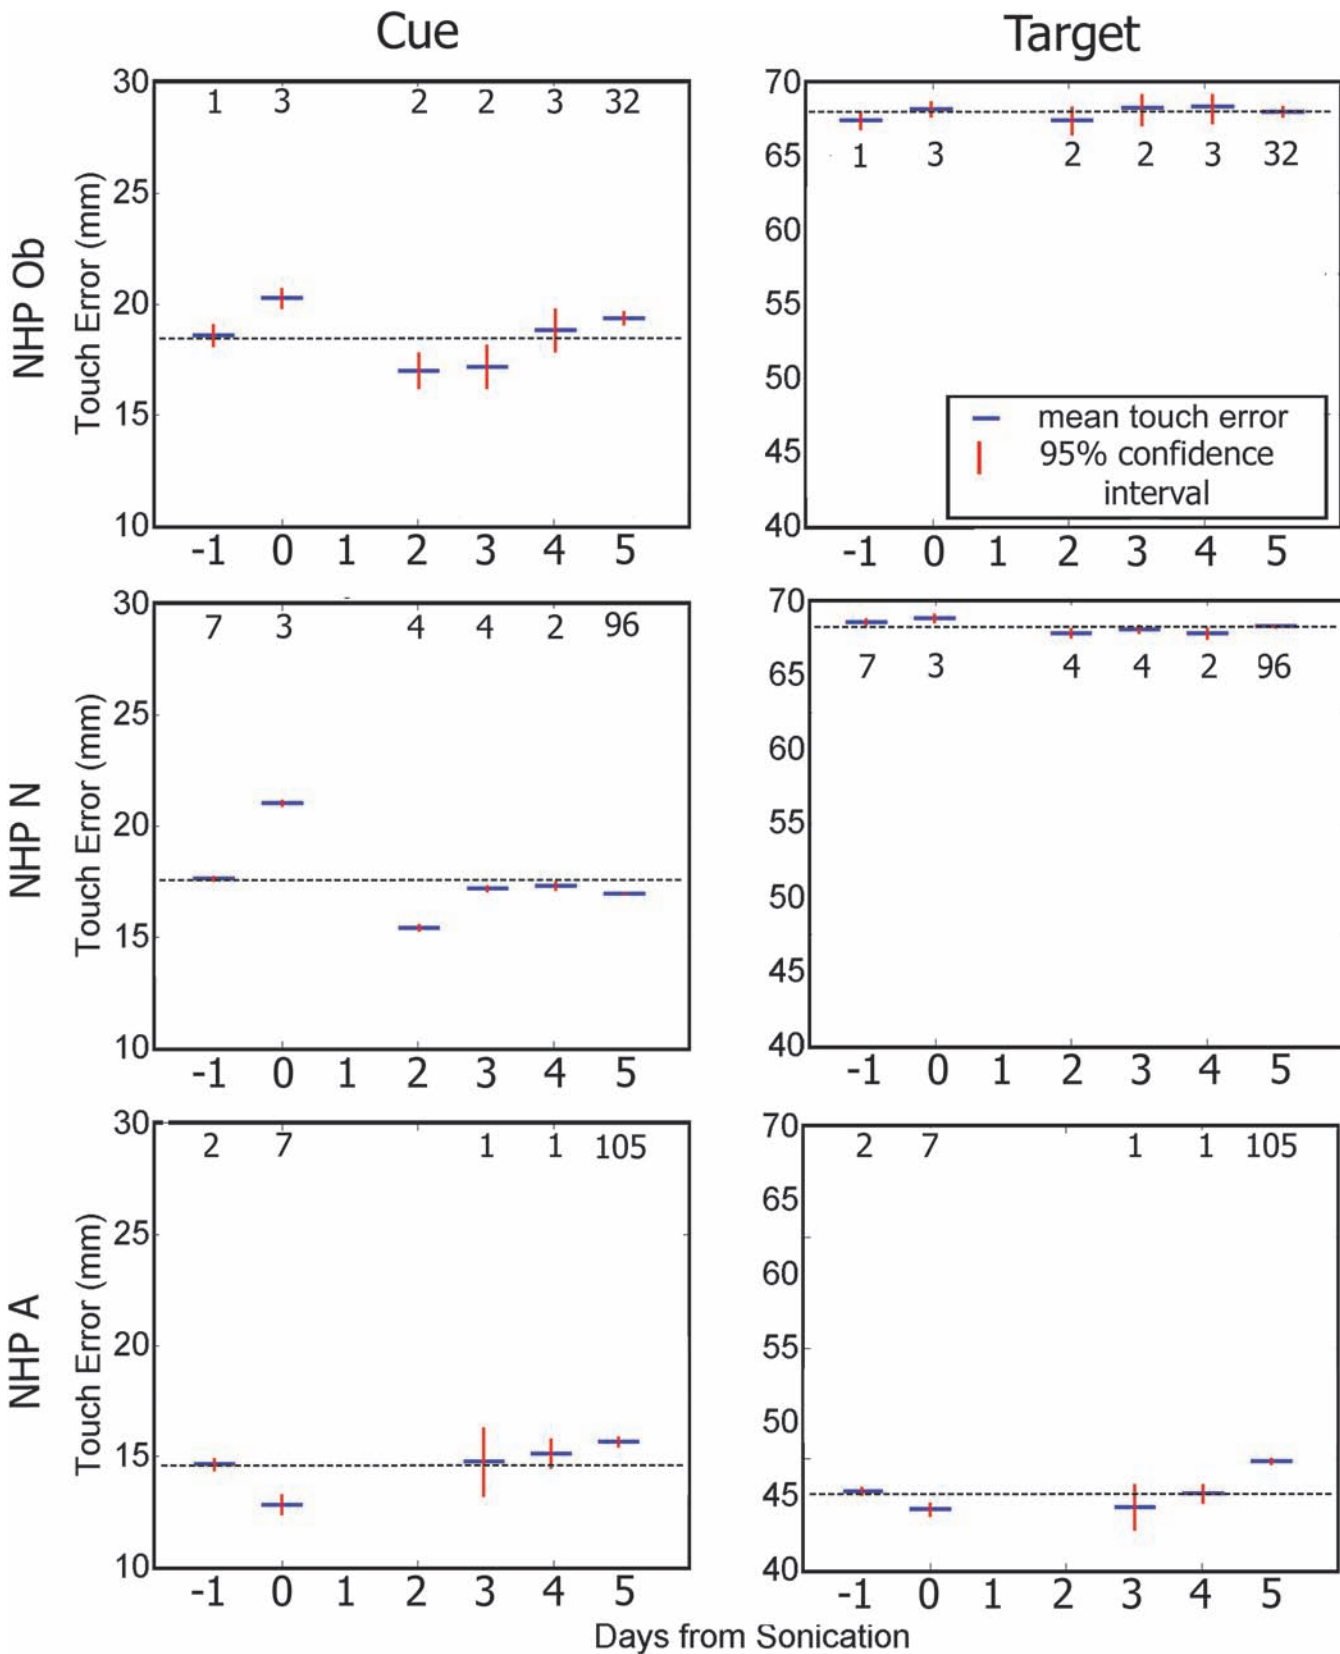 Cue
Target
NHP Ob
Touch Error (mm)
30
25
20
15
10
1 3 2 2 3 32
-1 0 1 2 3 4 5
70
65
60
55
50
45
40
1 3 2 2 3 32
mean touch error
95% confidence
interval
-1 0 1 2 3 4 5
NHP N
Touch Error (mm)
30
25
20
15
10
7 3 4 4 2 96
-1 0 1 2 3 4 5
70
65
60
55
50
45
40
7 3 4 4 2 96
-1 0 1 2 3 4 5
NHP A
Touch Error (mm)
30
25
20
15
10
2 7 1 1 105
-1 0 1 2 3 4 5
70
65
60
55
50
45
40
2 7 1 1 105
-1 0 1 2 3 4 5
Days from Sonication